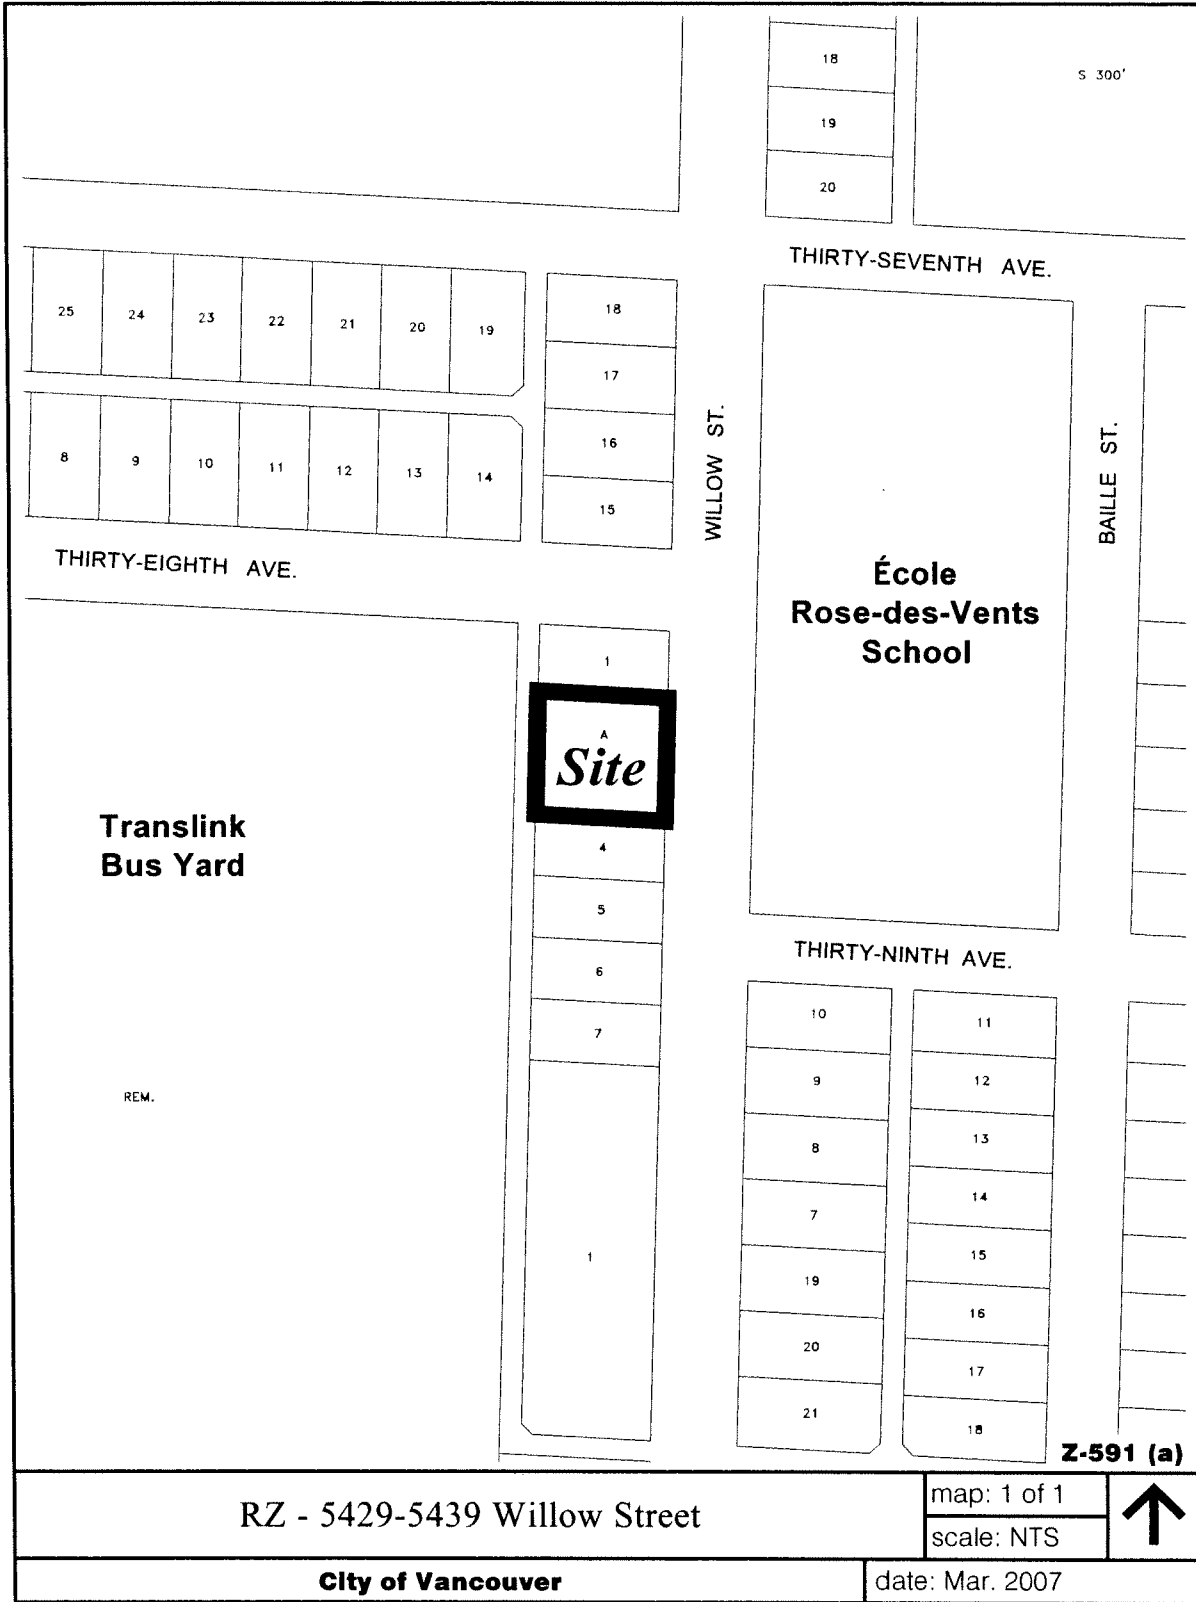 18
S 300'
19
20
THIRTY-SEVENTH AVE.
25 24 23 22 21 20 19
18
17
16
15
8 9 10 11 12 13 14
WILLOW ST.
BAILLE ST.
THIRTY-EIGHTH AVE.
École
Rose-des-Vents
School
1
A
Site
Translink
Bus Yard
4
5
6
7
THIRTY-NINTH AVE.
REM.
1
10
9
8
7
19
20
21
11
12
13
14
15
16
17
18
Z-591 (a)
RZ - 5429-5439 Willow Street
map: 1 of 1
scale: NTS
City of Vancouver
date: Mar. 2007